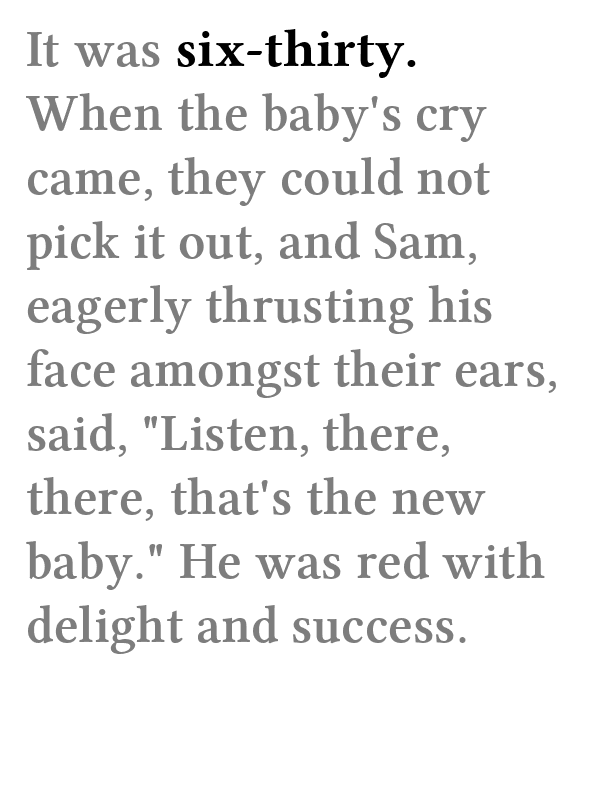 It was six-thirty.
When the baby's cry
came, they could not
pick it out, and Sam,
eagerly thrusting his
face amongst their ears,
said, "Listen, there,
there, that's the new
baby." He was red with
delight and success.